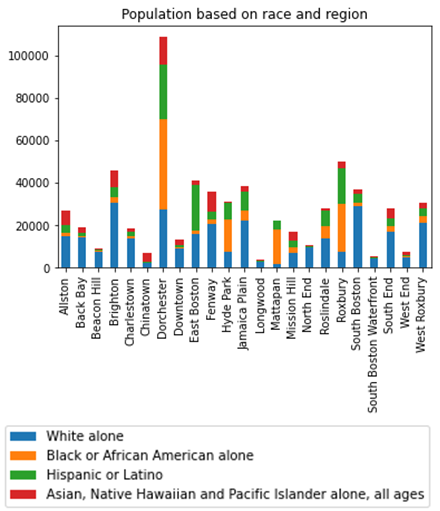 Population based on race and region
100000
80000
60000
40000
20000
0
Allston
Back Bay
Beacon Hill
Brighton
Charlestown
Chinatown
Dorchester
Downtown
East Boston
Fenway
Hyde Park
Jamaica Plain
Longwood
Mattapan
Mission Hill
North End
Roslindale
Roxbury
South Boston
South Boston Waterfront
South End
West End
West Roxbury
White alone
Black or African American alone
Hispanic or Latino
Asian, Native Hawaiian and Pacific Islander alone, all ages